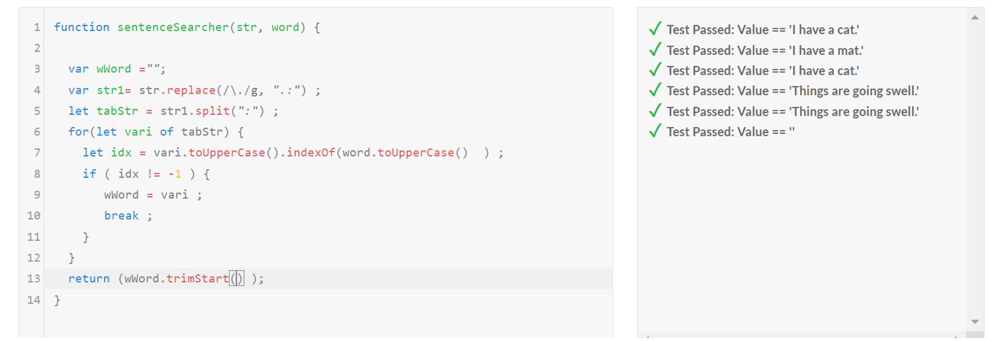 1 function sentenceSearcher(str, word) {
2
3   var wWord ="";
4   var str1= str.replace(/\./g, ".:") ;
5   let tabStr = str1.split(":") ;
6   for(let vari of tabStr) {
7     let idx = vari.toUpperCase().indexOf(word.toUpperCase()  ) ;
8     if ( idx != -1 ) {
9        wWord = vari ;
10        break ;
11     }
12   }
13   return (wWord.trimStart() );
14 }
✓ Test Passed: Value == 'I have a cat.'
✓ Test Passed: Value == 'I have a mat.'
✓ Test Passed: Value == 'I have a cat.'
✓ Test Passed: Value == 'Things are going swell.'
✓ Test Passed: Value == 'Things are going swell.'
✓ Test Passed: Value == ''